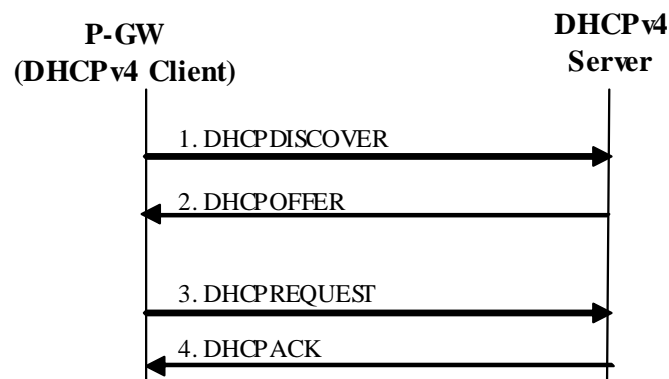 P-GW
(DHCPv4 Client)
DHCPv4
Server
1. DHCPDISCOVER
2. DHCPOFFER
3. DHCPREQUEST
4. DHCPACK